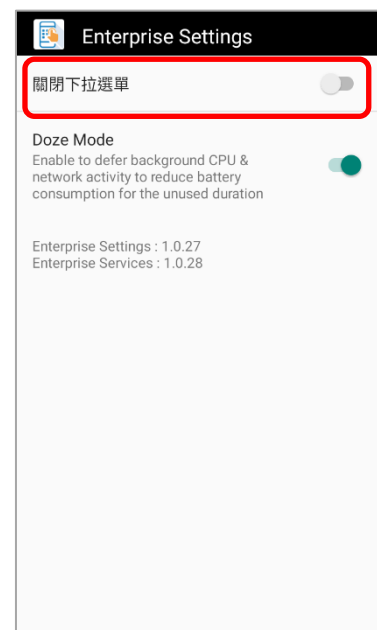 Enterprise Settings
關閉下拉選單
Doze Mode
Enable to defer background CPU &
network activity to reduce battery
consumption for the unused duration
Enterprise Settings : 1.0.27
Enterprise Services : 1.0.28